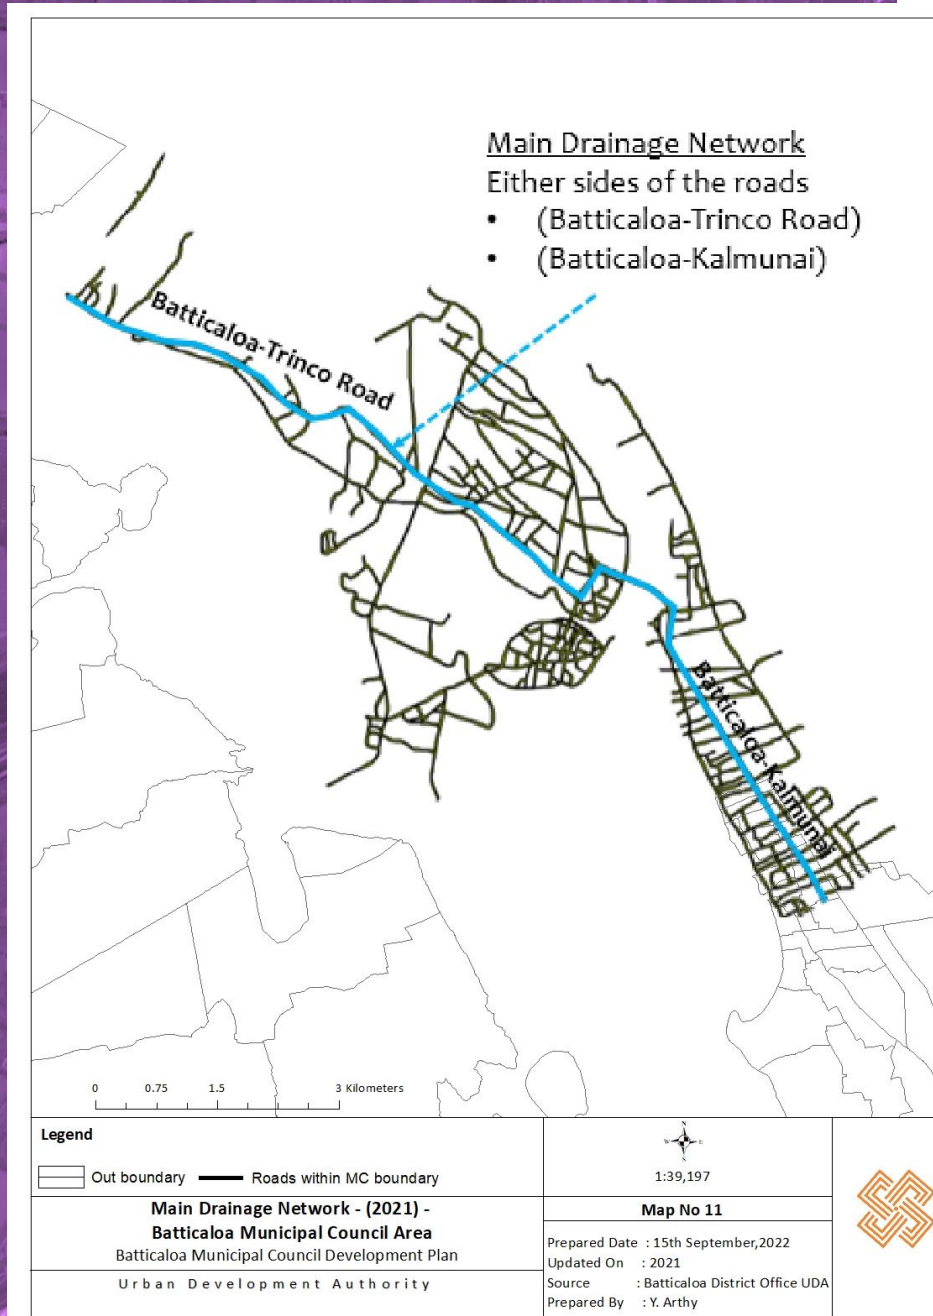 Main Drainage Network
Either sides of the roads
• (Batticaloa-Trinco Road)
• (Batticaloa-Kalmunai)
Batticaloa-Trinco Road
Batticaloa-Kalmunai
0 0.75 1.5 3 Kilometers
Legend
Out boundary Roads within MC boundary
N
W E
S
1:39,197
Main Drainage Network - (2021) -
Batticaloa Municipal Council Area
Batticaloa Municipal Council Development Plan
Urban Development Authority
Map No 11
Prepared Date : 15th September,2022
Updated On : 2021
Source : Batticaloa District Office UDA
Prepared By : Y. Arthy